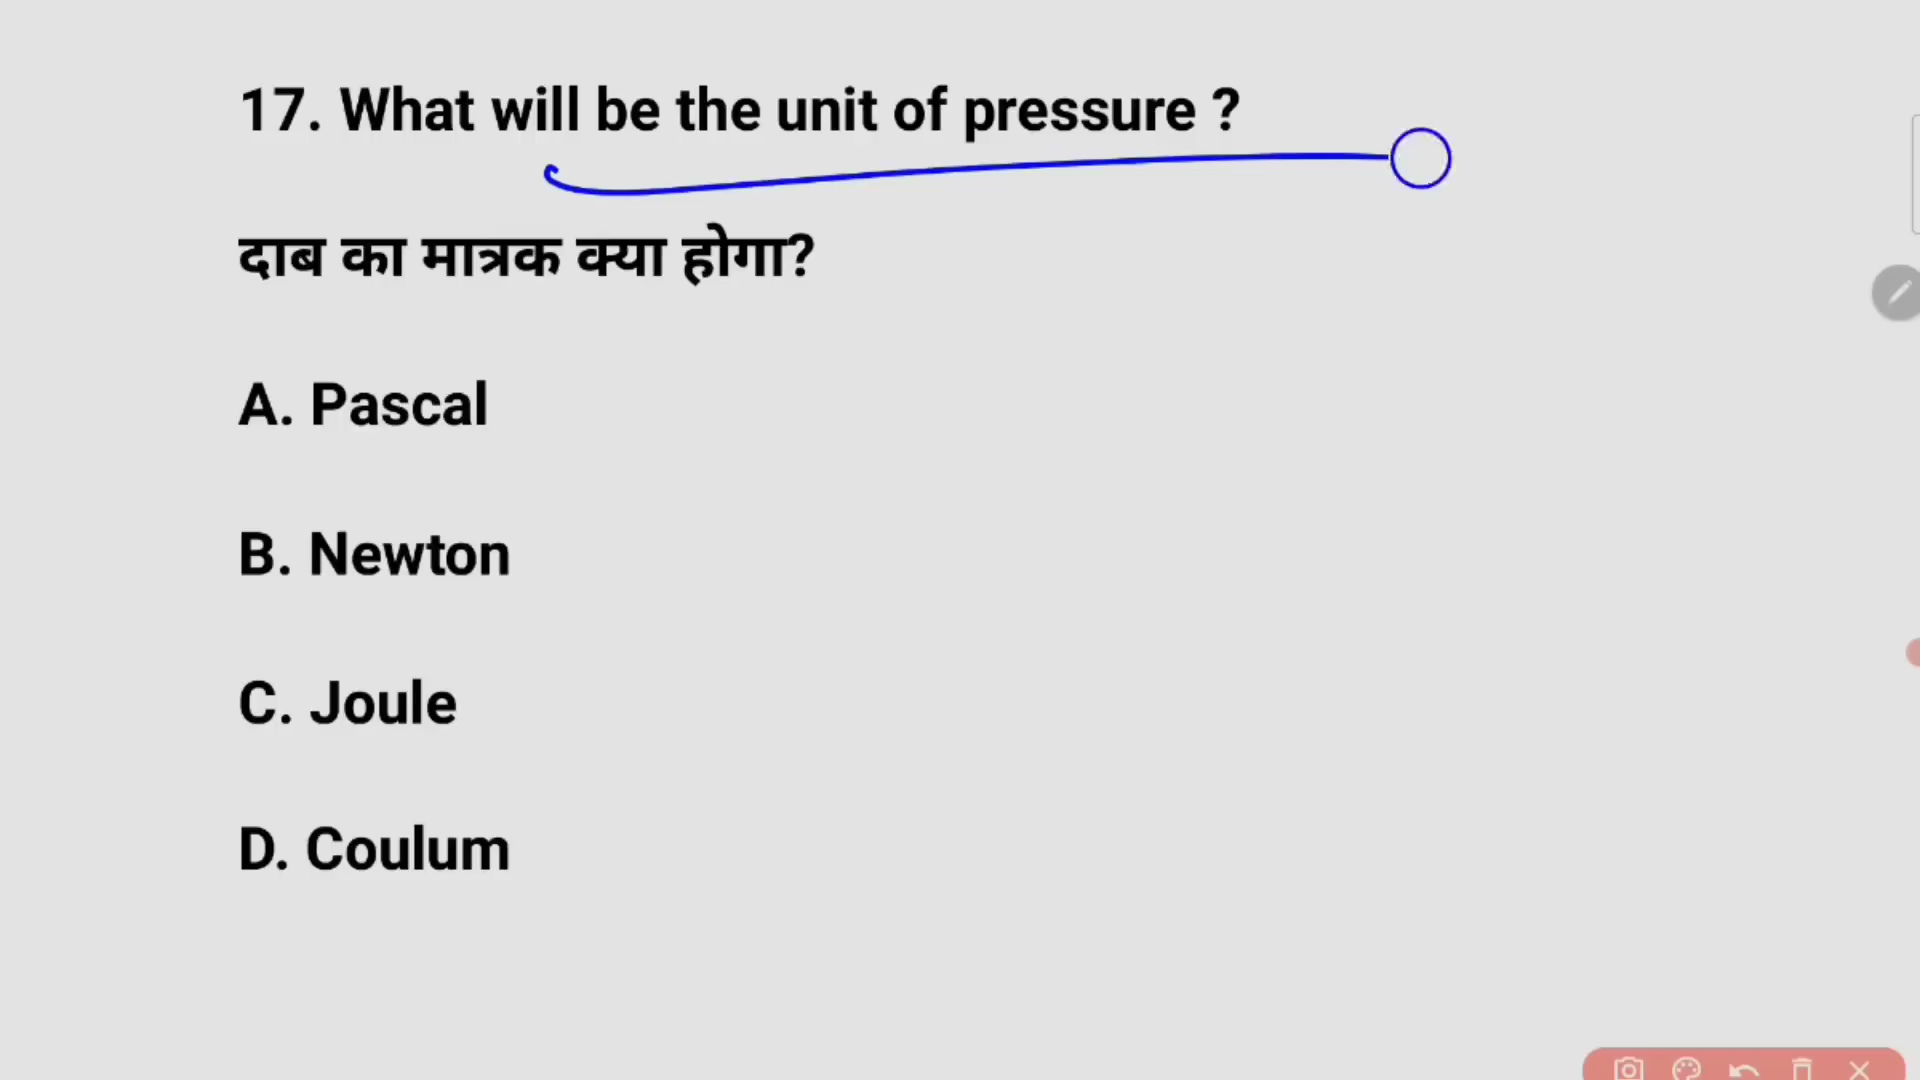 17. What will be the unit of pressure ?
दाब का मात्रक क्या होगा?
A. Pascal
B. Newton
C. Joule
D. Coulum